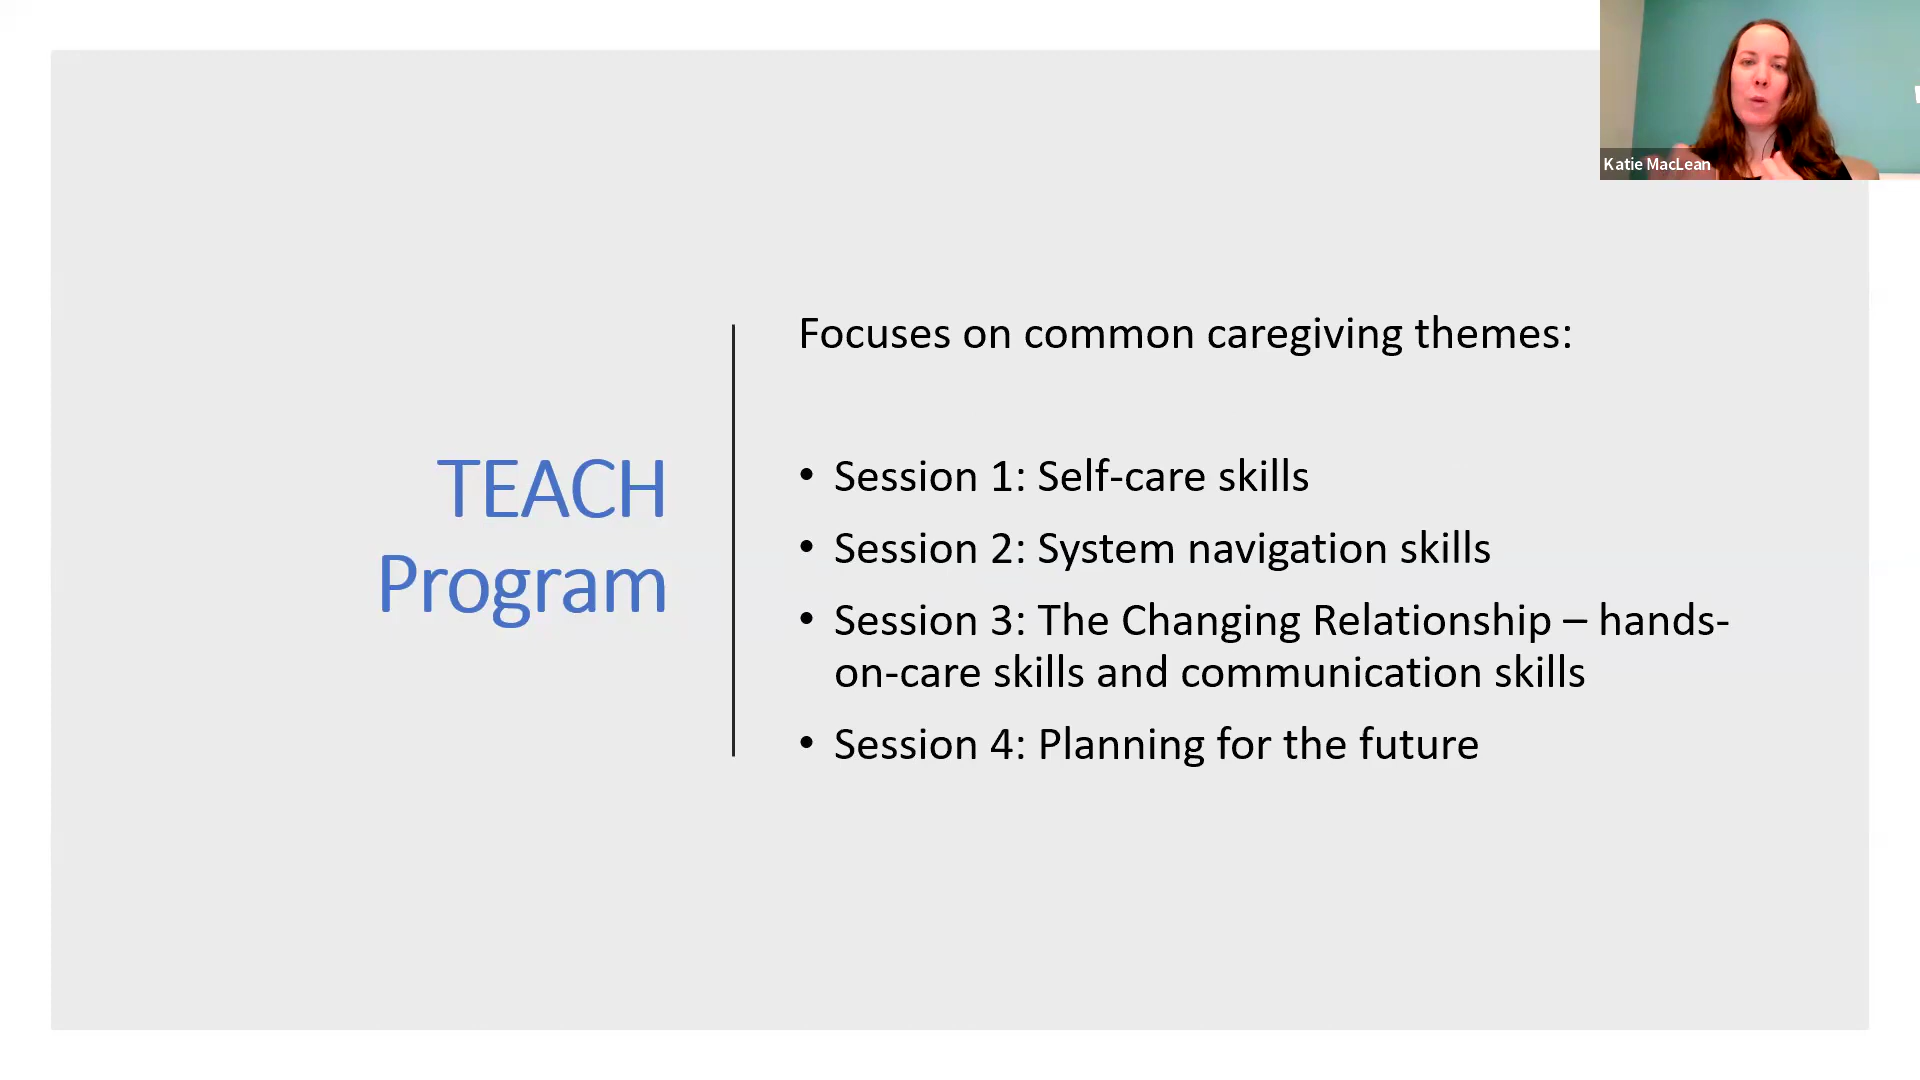 Katie MacLean
TEACH
Program
Focuses on common caregiving themes:
• Session 1: Self-care skills
• Session 2: System navigation skills
• Session 3: The Changing Relationship – hands-
on-care skills and communication skills
• Session 4: Planning for the future